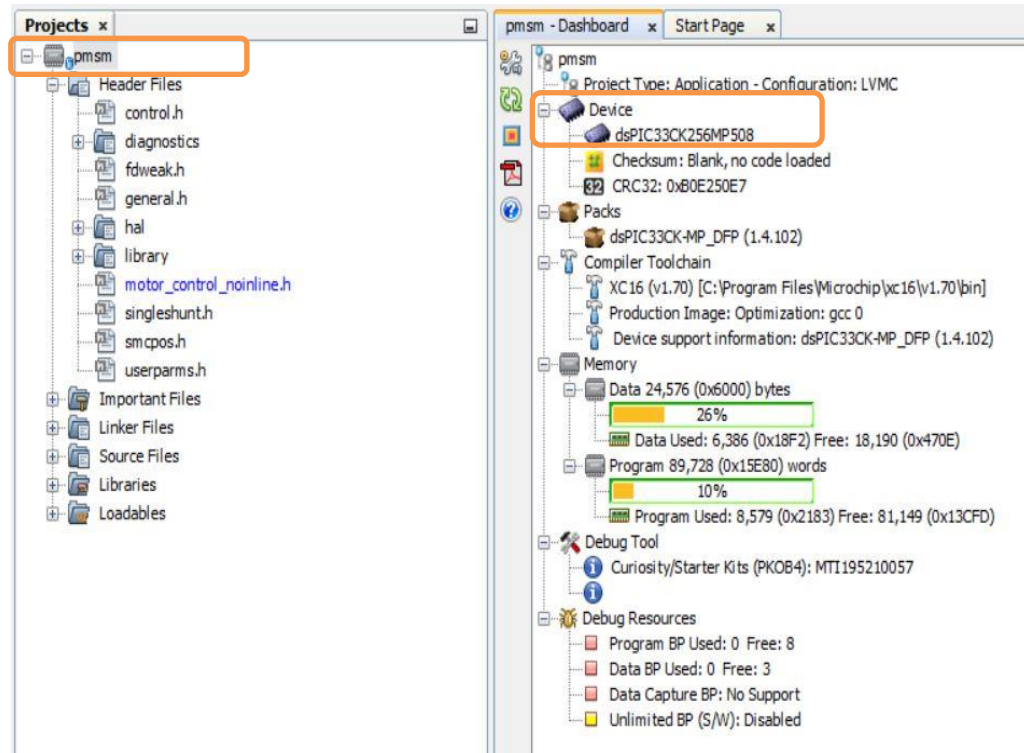 Projects
pmsm
Header Files
control.h
diagnostics
fdweak.h
general.h
hal
library
motor_control_noinline.h
singleshunt.h
smcpos.h
userparms.h
Important Files
Linker Files
Source Files
Libraries
Loadables
pmsm - Dashboard
Start Page
pmsm
Project Type: Application - Configuration: LVMC
Device
dsPIC33CK256MP508
Checksum: Blank, no code loaded
CRC32: 0xB0E250E7
Packs
dsPIC33CK-MP_DFP (1.4.102)
Compiler Toolchain
XC16 (v1.70) [C:\Program Files\Microchip\xc16\v1.70\bin]
Production Image: Optimization: gcc 0
Device support information: dsPIC33CK-MP_DFP (1.4.102)
Memory
Data 24,576 (0x6000) bytes
26%
Data Used: 6,386 (0x18F2) Free: 18,190 (0x470E)
Program 89,728 (0x15E80) words
10%
Program Used: 8,579 (0x2183) Free: 81,149 (0x13CFD)
Debug Tool
Curiosity/Starter Kits (PKOB4): MTI195210057
Debug Resources
Program BP Used: 0 Free: 8
Data BP Used: 0 Free: 3
Data Capture BP: No Support
Unlimited BP (S/W): Disabled